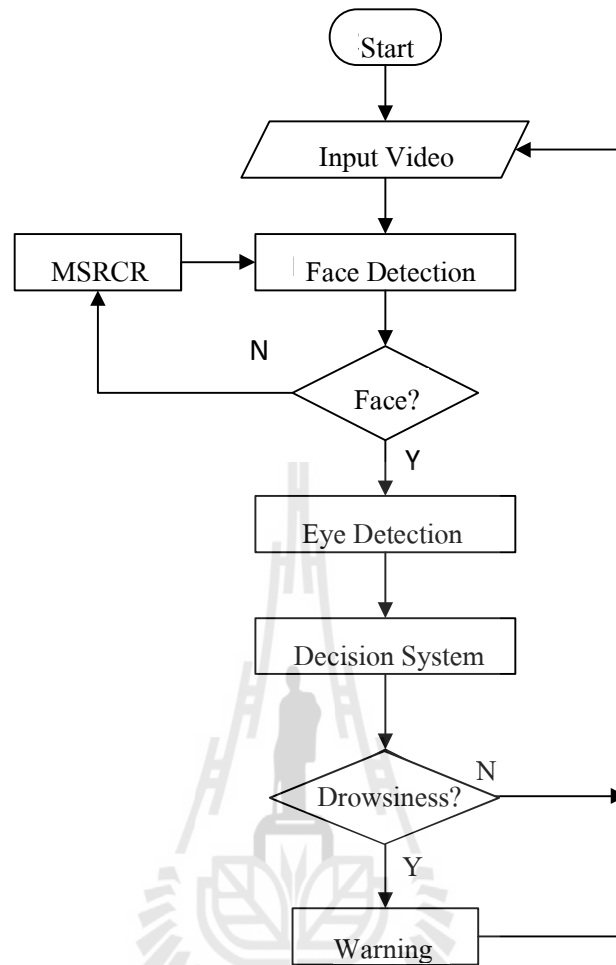 Start
Input Video
MSRCR
Face Detection
N
Face?
Y
Eye Detection
Decision System
Drowsiness?
N
Y
Warning